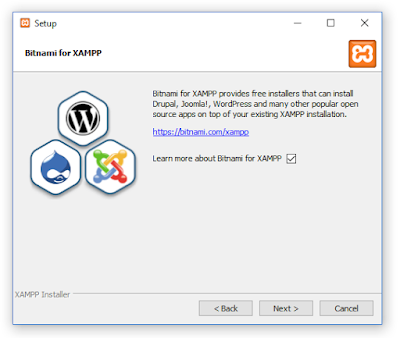 Setup
Bitnami for XAMPP
Bitnami for XAMPP provides free installers that can install
Drupal, Joomla!, WordPress and many other popular open
source apps on top of your existing XAMPP installation.
https://bitnami.com/xampp
Learn more about Bitnami for XAMPP
XAMPP Installer
< Back
Next >
Cancel